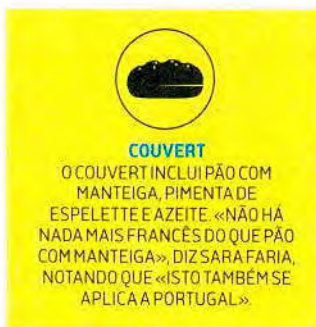 COUVERT
O COUVERT INCLUI PÃO COM
MANTEIGA, PIMENTA DE
ESPELETTE E AZEITE. «NÃO HÁ
NADA MAIS FRANCÊS DO QUE PÃO
COM MANTEIGA», DIZ SARA FARIA,
NOTANDO QUE «ISTO TAMBÉM SE
APLICA A PORTUGAL».